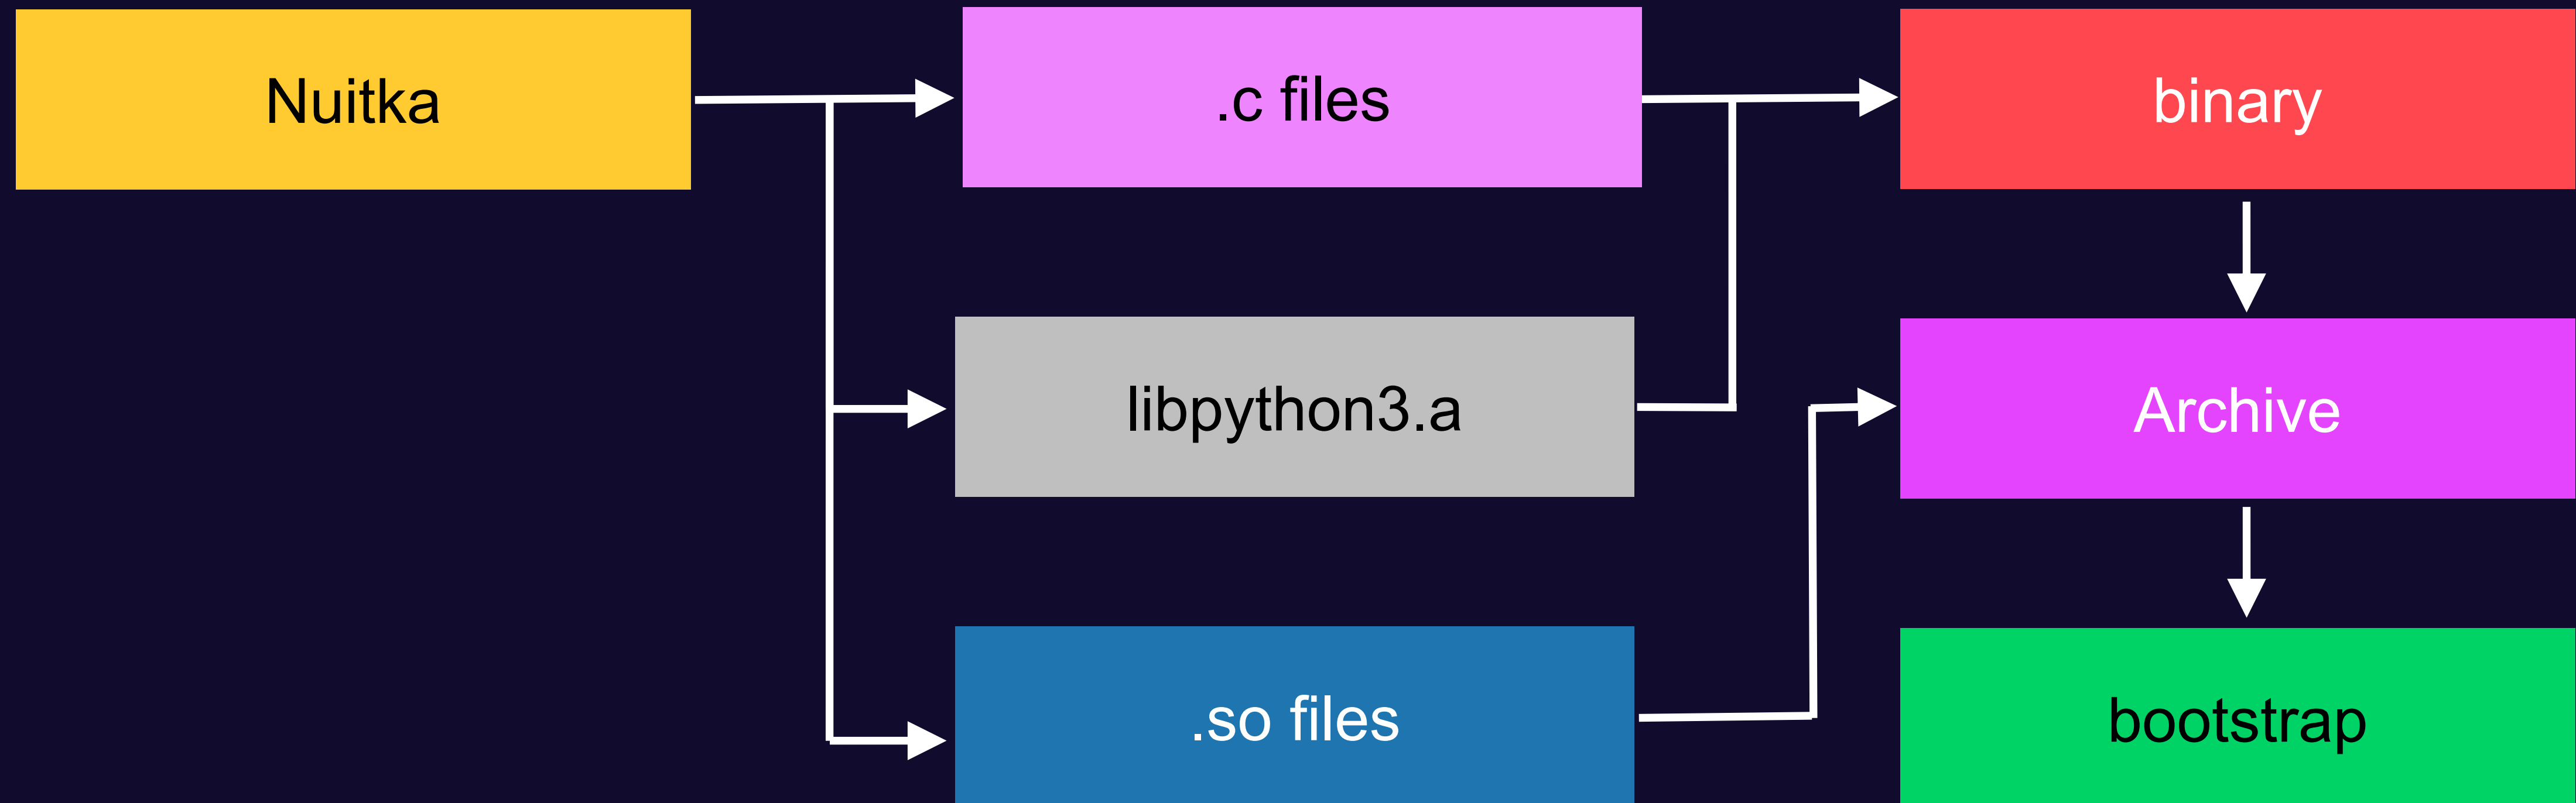 Nuitka
.c files
binary
libpython3.a
Archive
.so files
bootstrap